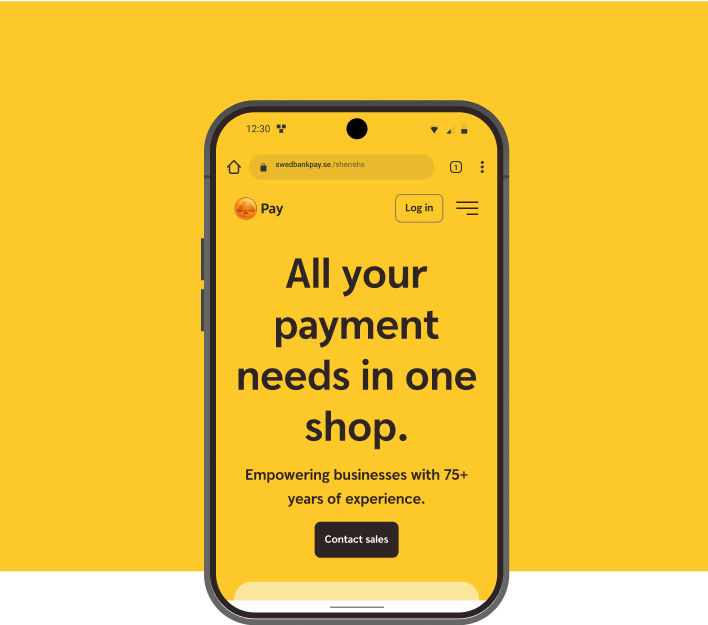 12:30
swedbankpay.se/sherrehs
1
Pay
Log in
All your
payment
needs in one
shop.
Empowering businesses with 75+
years of experience.
Contact sales